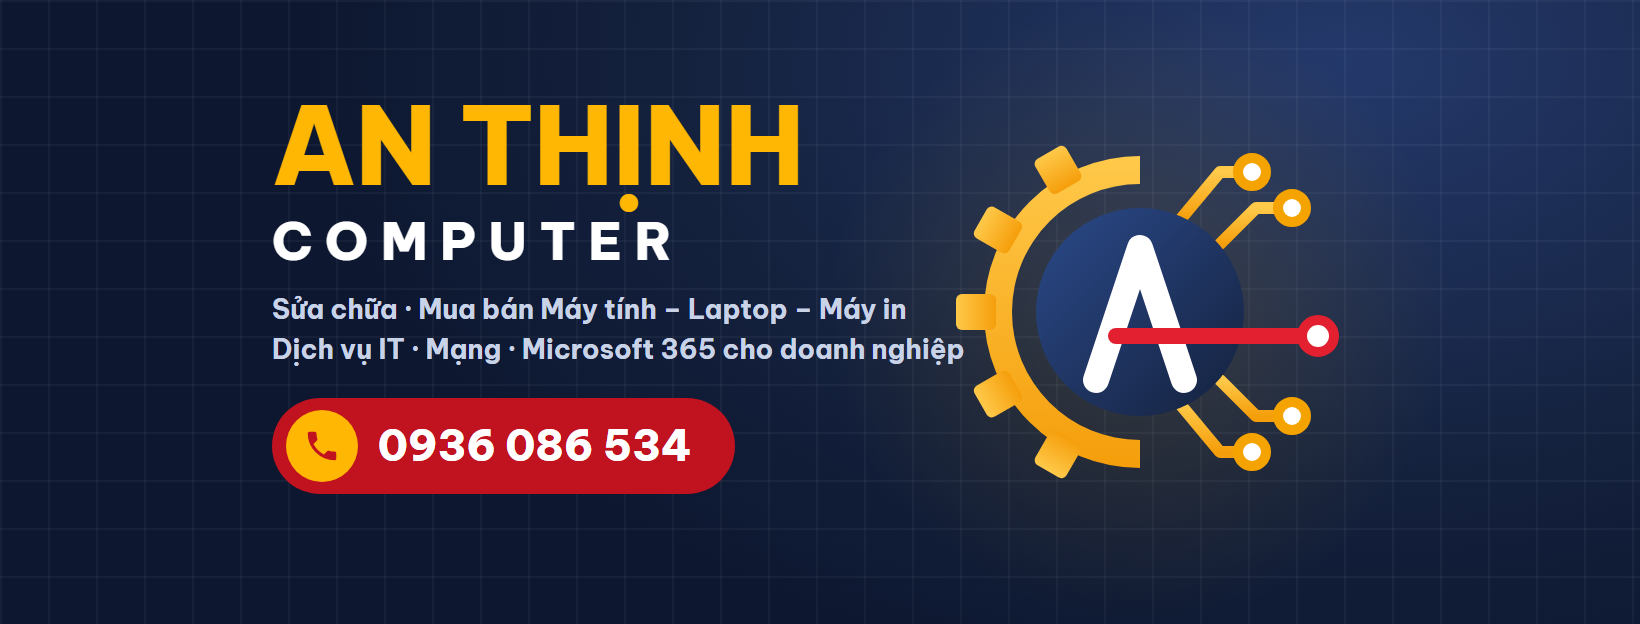 AN THỊNH
COMPUTER
Sửa chữa · Mua bán Máy tính – Laptop – Máy in
Dịch vụ IT · Mạng · Microsoft 365 cho doanh nghiệp
0936 086 534
A